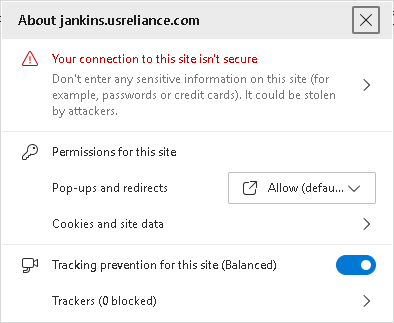 About jankins.usreliance.com
Your connection to this site isn't secure
Don't enter any sensitive information on this site (for
example, passwords or credit cards). It could be stolen
by attackers.
Permissions for this site
Pop-ups and redirects
Allow (defau...
Cookies and site data
Tracking prevention for this site (Balanced)
Trackers (0 blocked)